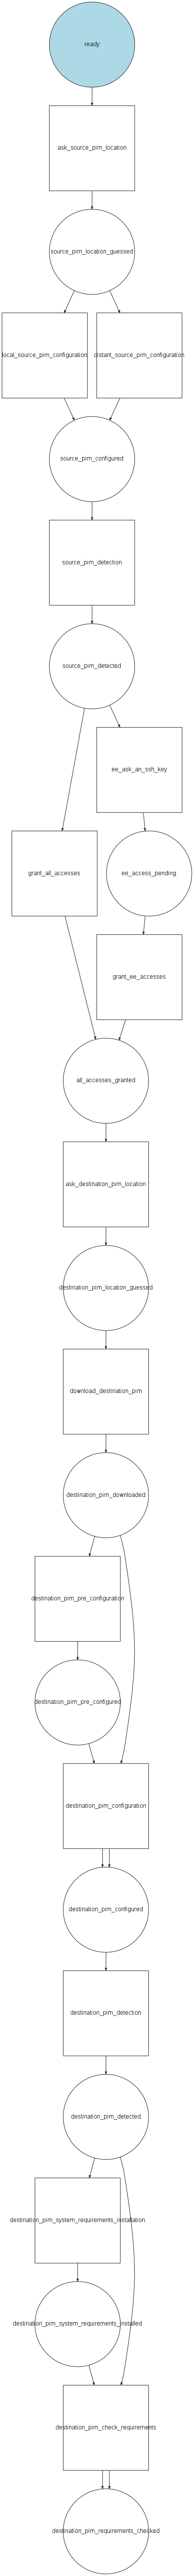 ready
ask_source_pim_location
source_pim_location_guessed
local_source_pim_configuration
distant_source_pim_configuration
source_pim_configured
source_pim_detection
source_pim_detected
ee_ask_an_ssh_key
grant_all_accesses
ee_access_pending
grant_ee_accesses
all_accesses_granted
ask_destination_pim_location
destination_pim_location_guessed
download_destination_pim
destination_pim_downloaded
destination_pim_pre_configuration
destination_pim_pre_configured
destination_pim_configuration
destination_pim_configured
destination_pim_detection
destination_pim_detected
destination_pim_system_requirements_installation
destination_pim_system_requirements_installed
destination_pim_check_requirements
destination_pim_requirements_checked